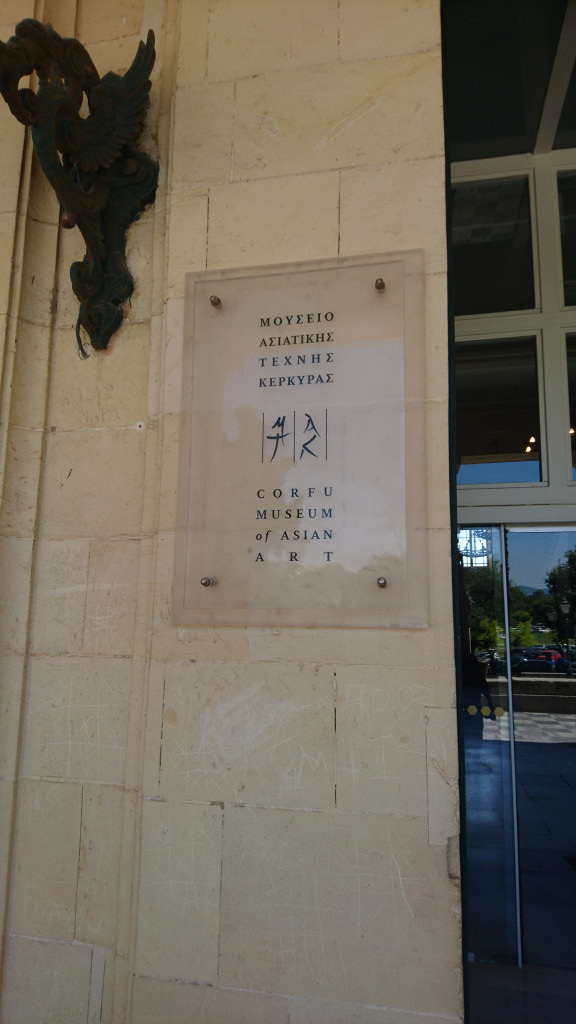 ΜΟΥΣΕΙΟ
ΑΣΙΑΤΙΚΗΣ
ΤΕΧΝΗΣ
ΚΕΡΚΥΡΑΣ
CORFU
MUSEUM
of ASIAN
ART